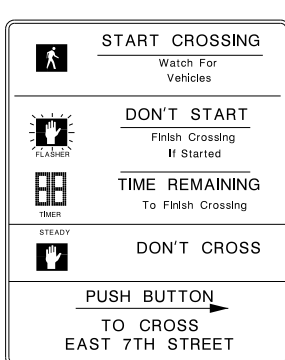 START CROSSING
Watch For
Vehicles
DON'T START
Finish Crossing
If Started
FLASHER
TIME REMAINING
To Finish Crossing
88
TIMER
STEADY
DON'T CROSS
PUSH BUTTON
TO CROSS
EAST 7TH STREET